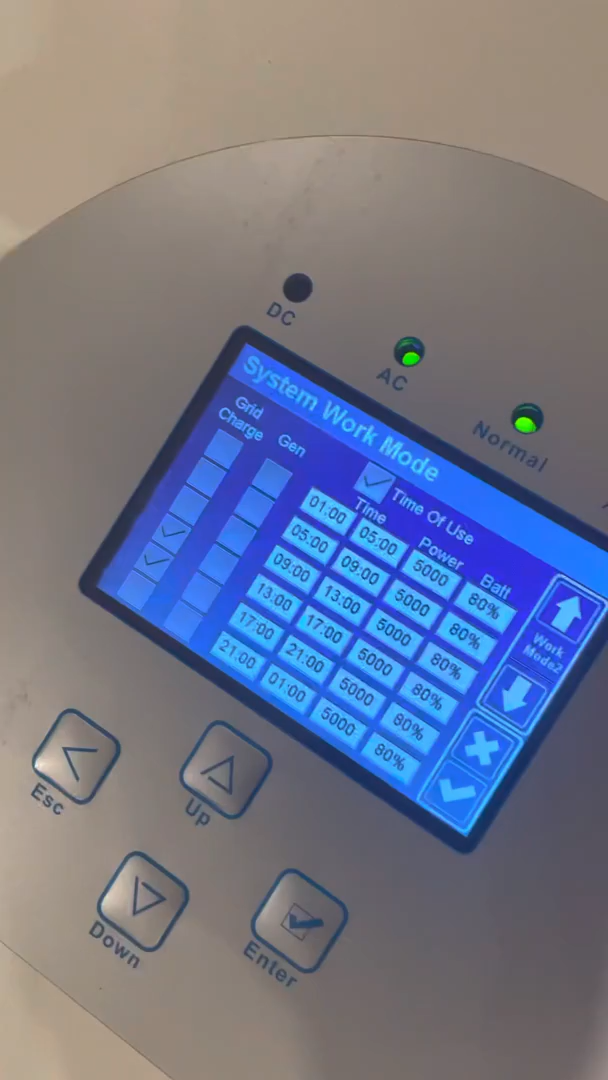 DC
AC
Normal
System Work Mode
Grid Charge
Gen
Time Of Use
Time
Power
Batt
01:00 05:00 5000 80%
05:00 09:00 5000 80%
09:00 13:00 5000 80%
13:00 17:00 5000 80%
17:00 21:00 5000 80%
21:00 01:00 5000 80%
Work Mode2
Esc
Up
Down
Enter